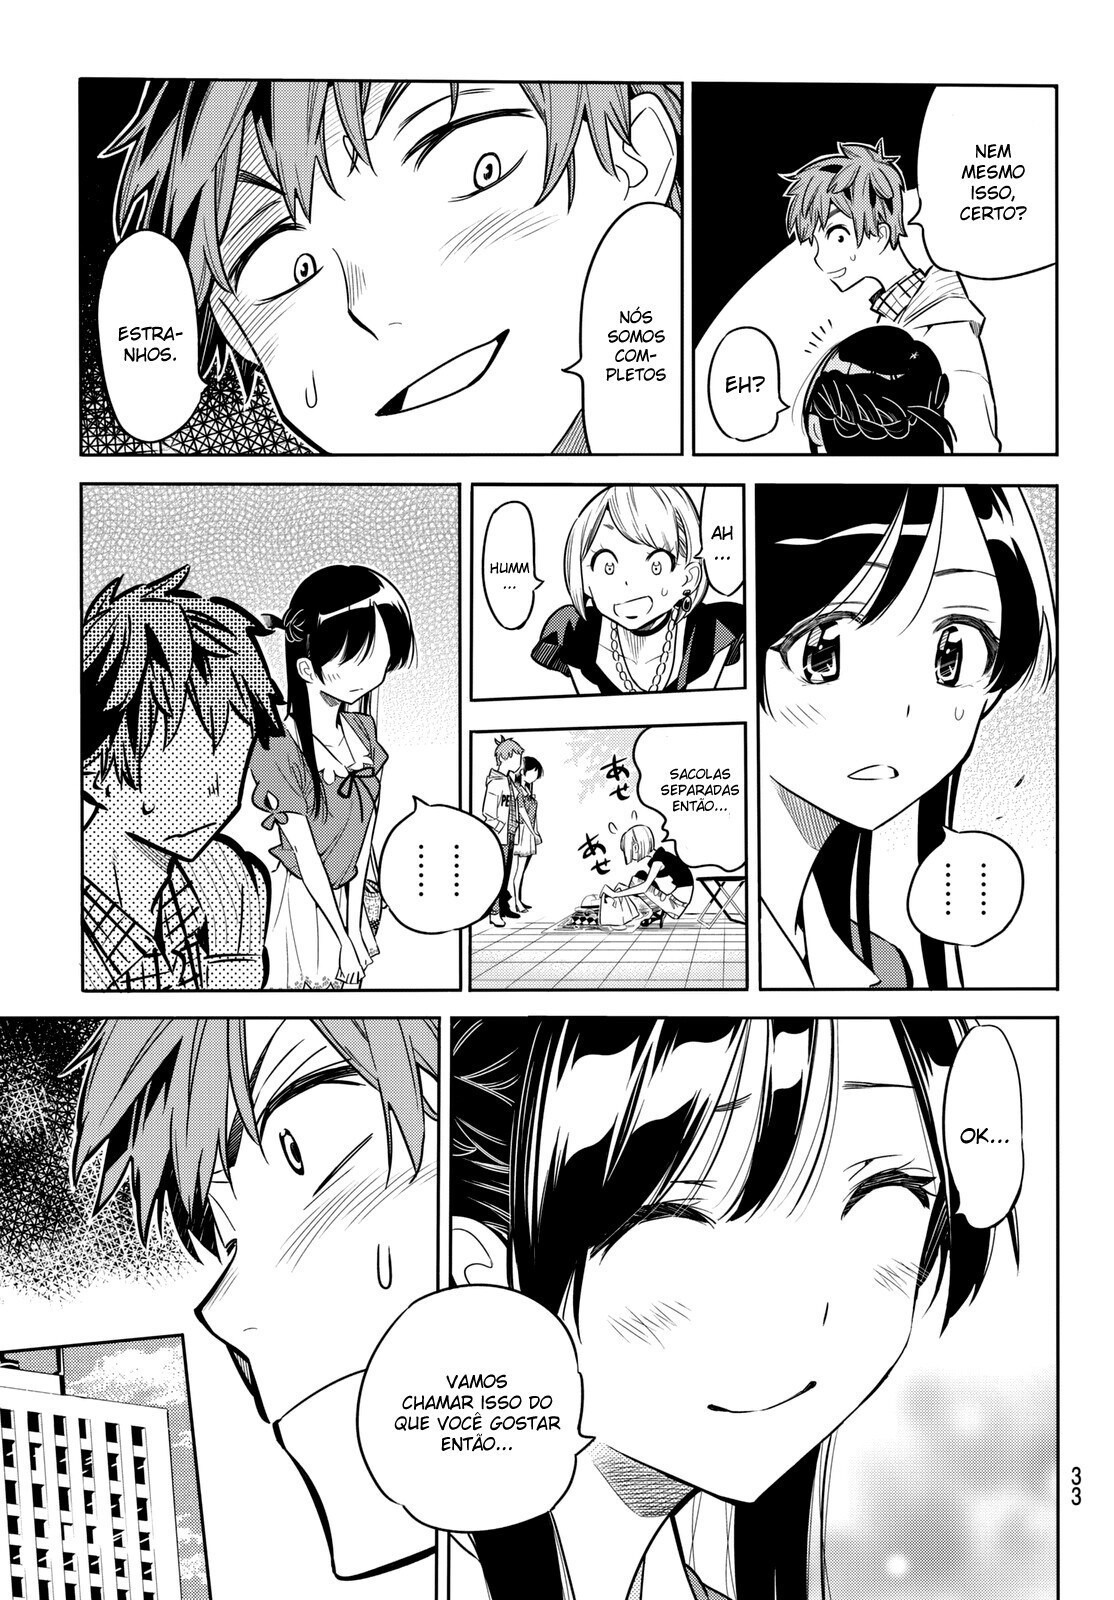 NEM
MESMO
ISSO,
CERTO?
EH?
NÓS
SOMOS
COM-
PLETOS
ESTRA-
NHOS.
......
......
AH
...
HUMM
...
SACOLAS
SEPARADAS
ENTÃO...
あせ
あせ
PE
......
......
OK...
VAMOS
CHAMAR ISSO DO
QUE VOCÊ GOSTAR
ENTÃO...
33